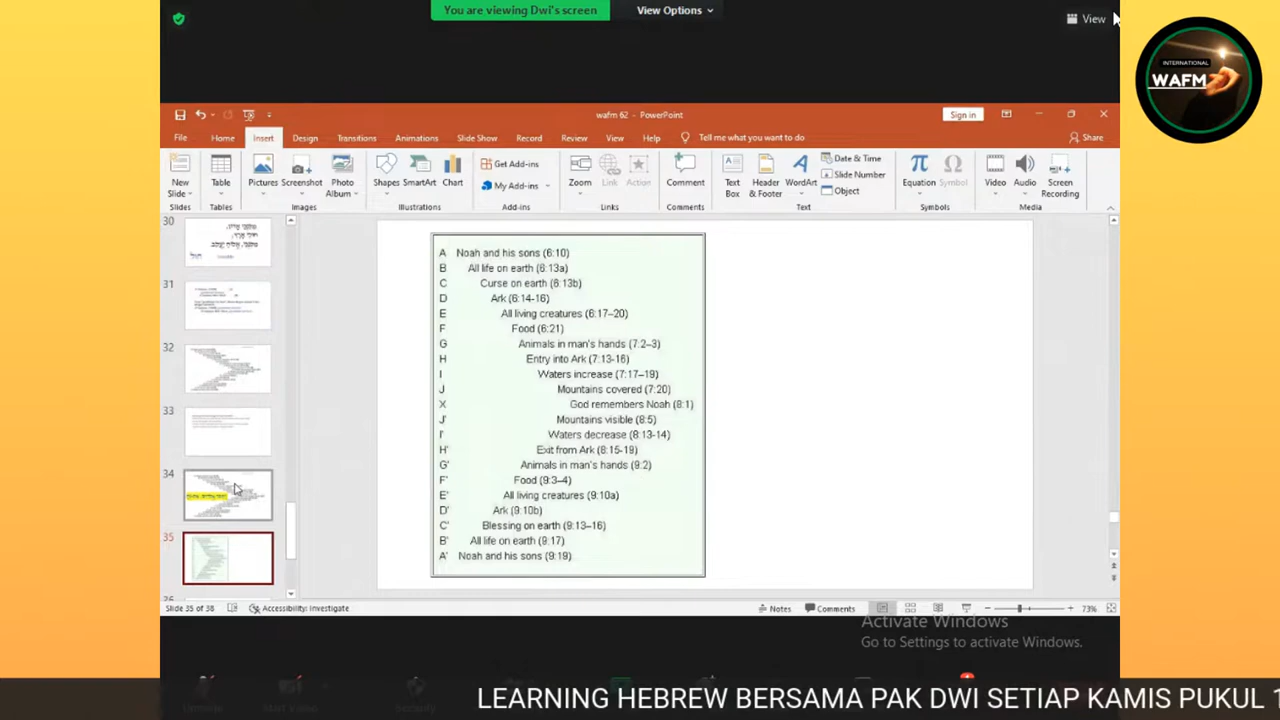 You are viewing Dwi's screen
View Options
View
INTERNATIONAL
WAFM
wafm 62 - PowerPoint
Sign in
File Home Insert Design Transitions Animations Slide Show Record Review View Help Tell me what you want to do
Share
New Slide
Table
Pictures
Screenshot
Photo Album
Shapes
SmartArt
Chart
Get Add-ins
My Add-ins
Zoom
Link
Action
Comment
Text Box
Header & Footer
WordArt
Date & Time
Slide Number
Object
Equation
Symbol
Video
Audio
Screen Recording
Slides
Tables
Images
Illustrations
Add-ins
Links
Comments
Text
Symbols
Media
30
31
32
33
34
35
A Noah and his sons (6:10)
B All life on earth (6:13a)
C Curse on earth (6:13b)
D Ark (6:14-16)
E All living creatures (6:17–20)
F Food (6:21)
G Animals in man's hands (7:2–3)
H Entry into Ark (7:13-16)
I Waters increase (7:17–19)
J Mountains covered (7:20)
X God remembers Noah (8:1)
J' Mountains visible (8:5)
I' Waters decrease (8:13-14)
H' Exit from Ark (8:15-19)
G' Animals in man's hands (9:2)
F' Food (9:3–4)
E' All living creatures (9:10a)
D' Ark (9:10b)
C' Blessing on earth (9:13–16)
B' All life on earth (9:17)
A' Noah and his sons (9:19)
Slide 35 of 38
Accessibility: Investigate
Notes
Comments
73%
Activate Windows
Go to Settings to activate Windows.
Start Video
Security
LEARNING HEBREW BERSAMA PAK DWI SETIAP KAMIS PUKUL 1